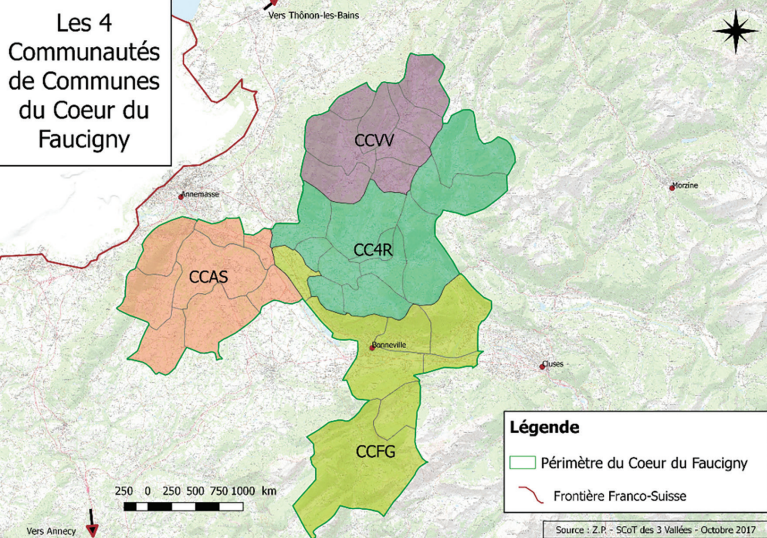 Les 4
Communautés
de Communes
du Coeur du
Faucigny
Vers Thônon-les-Bains
CCVV
Annemasse
Morzine
CC4R
CCAS
Bonneville
Cluses
CCFG
Légende
Périmètre du Coeur du Faucigny
Frontière Franco-Suisse
250 0 250 500 750 1000 km
Vers Annecy
Source : Z.P. - SCoT des 3 Vallées - Octobre 2017